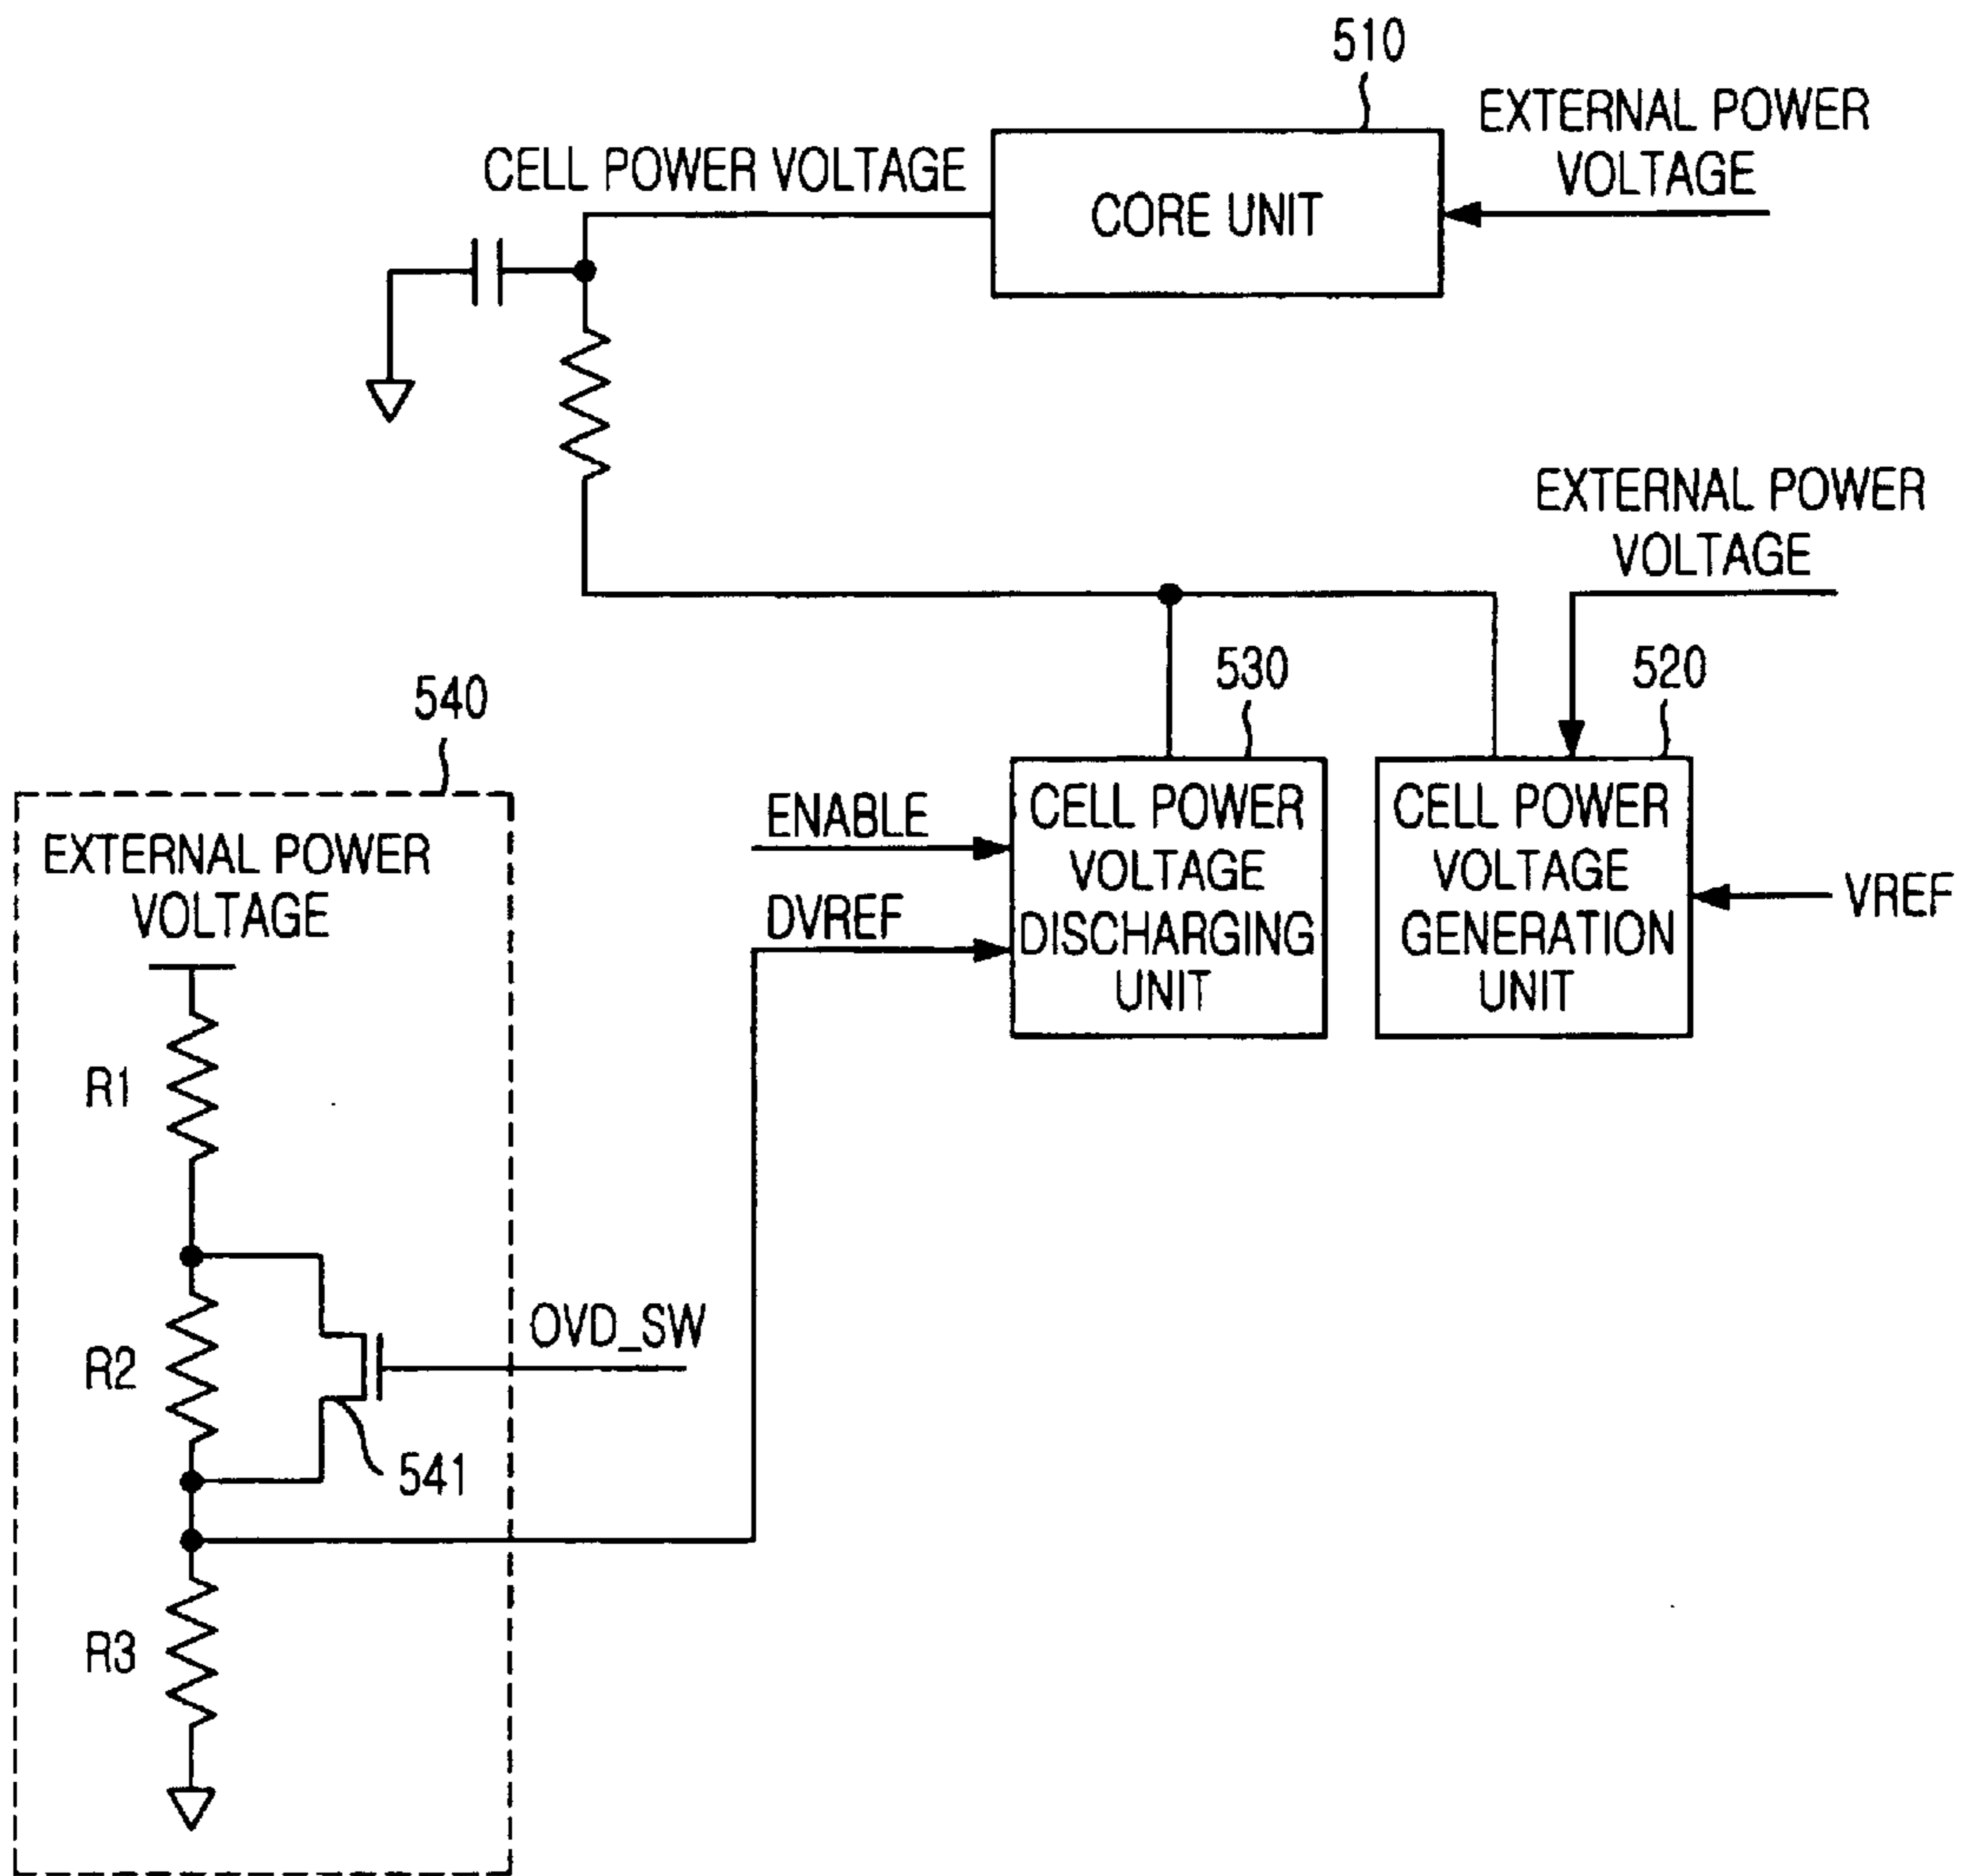 510
EXTERNAL POWER
VOLTAGE
CELL POWER VOLTAGE
CORE UNIT
EXTERNAL POWER
VOLTAGE
530
520
540
CELL POWER
VOLTAGE
DISCHARGING
UNIT
CELL POWER
VOLTAGE
GENERATION
UNIT
ENABLE
DVREF
VREF
EXTERNAL POWER
VOLTAGE
R1
R2
OVD_SW
541
R3